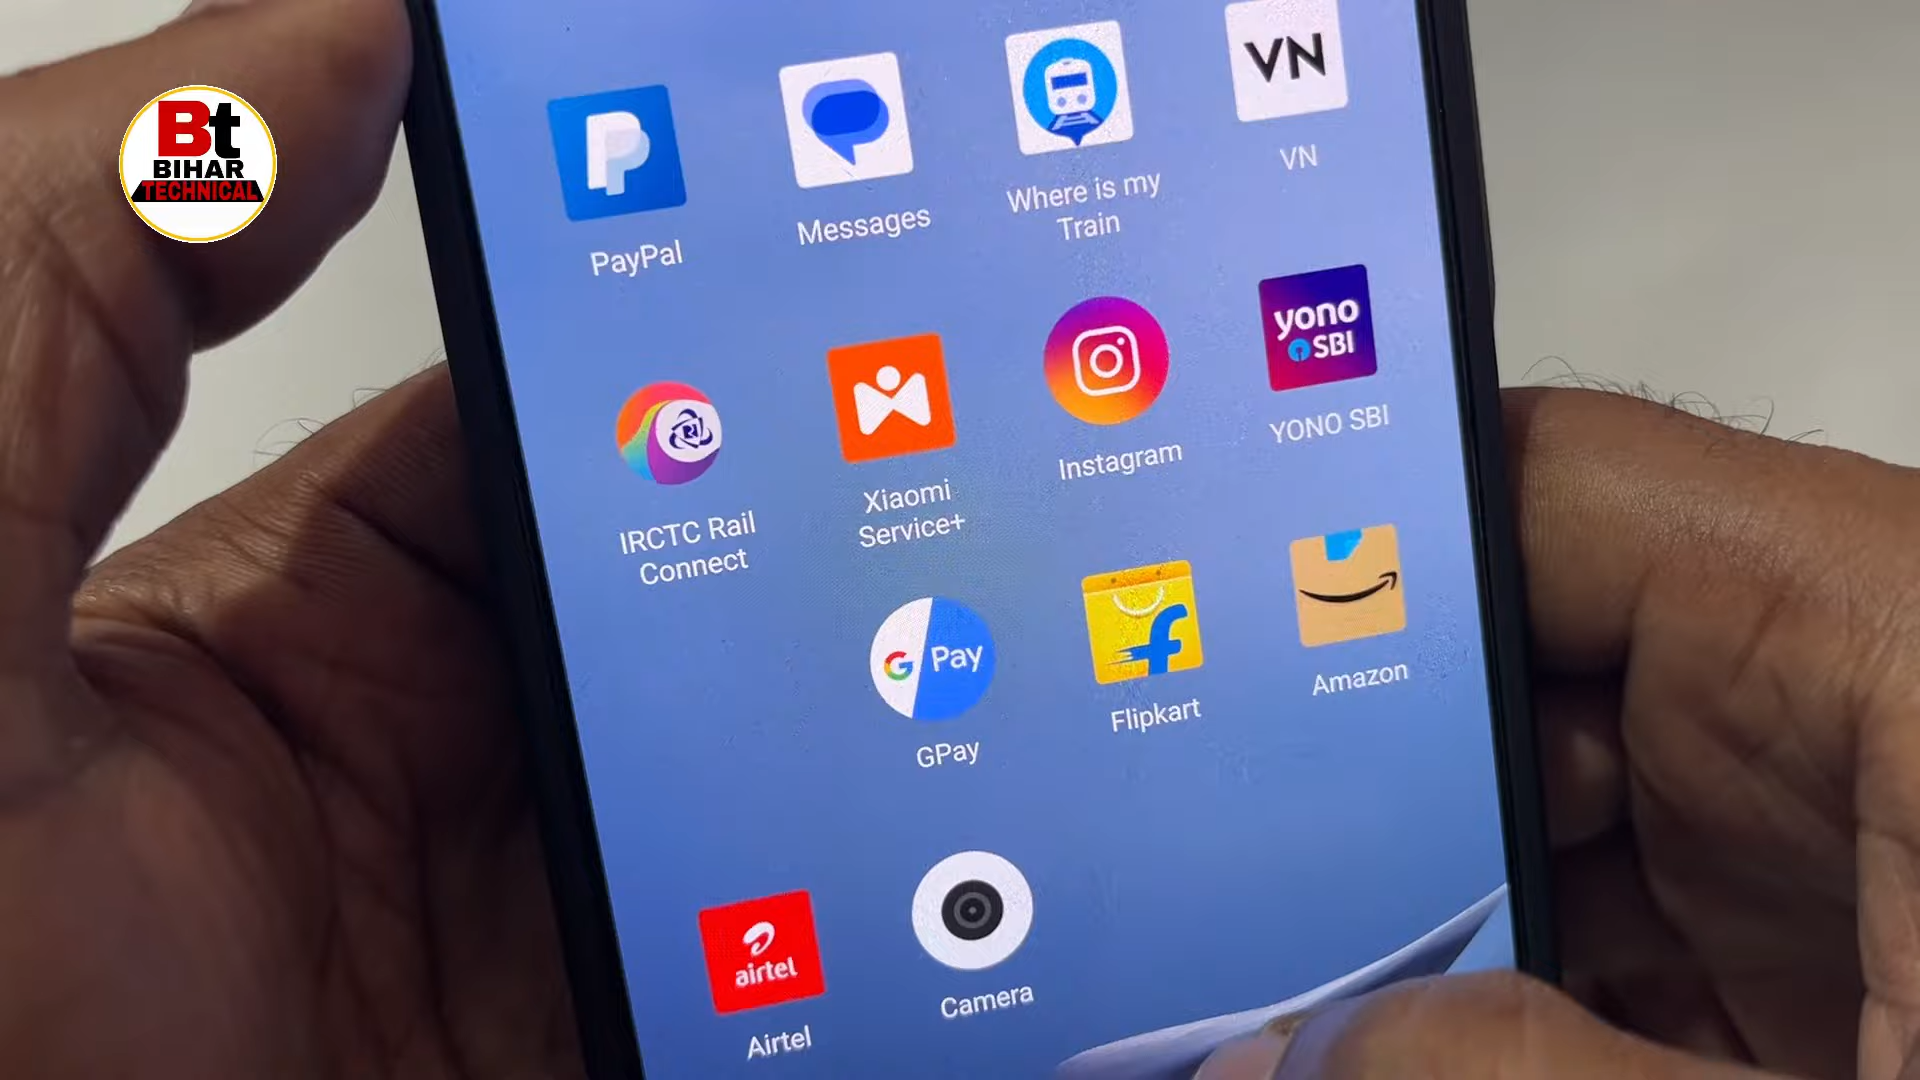 Bt
BIHAR
TECHNICAL
PayPal
Messages
Where is my
Train
VN
VN
IRCTC Rail
Connect
Xiaomi
Service+
Instagram
yono
SBI
YONO SBI
G Pay
GPay
Flipkart
Amazon
airtel
Airtel
Camera